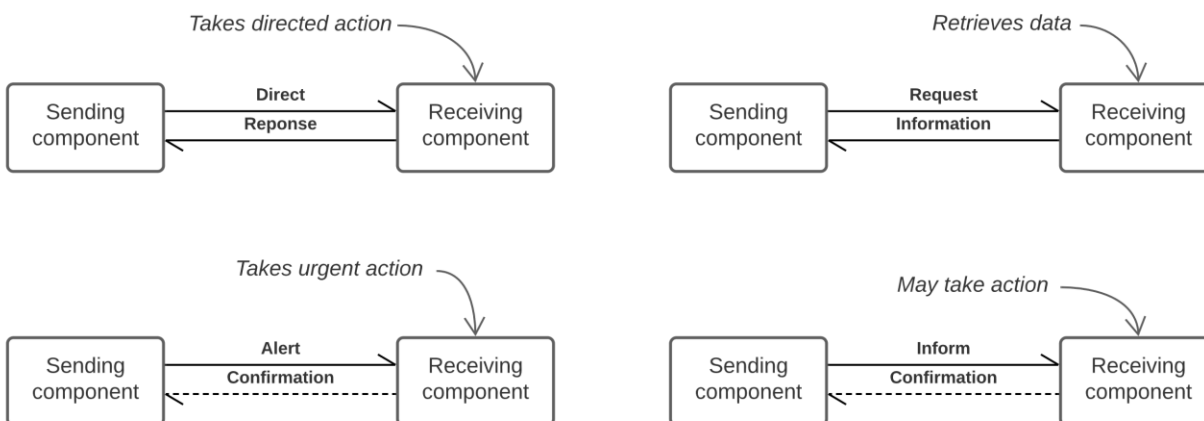 Takes directed action
Sending
component
Direct
Reponse
Receiving
component
Retrieves data
Sending
component
Request
Information
Receiving
component
Takes urgent action
Sending
component
Alert
Confirmation
Receiving
component
May take action
Sending
component
Inform
Confirmation
Receiving
component